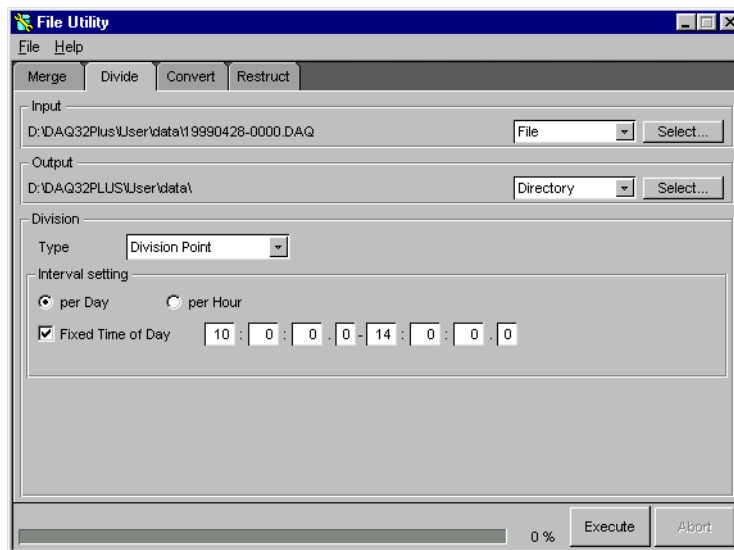 File Utility
File Help
Merge Divide Convert Restruct
Input
D:\DAQ32Plus\User\data\19990428-0000.DAQ File Select...
Output
D:\DAQ32PLUS\User\data\ Directory Select...
Division
Type Division Point
Interval setting
per Day per Hour
Fixed Time of Day 10 : 0 : 0 . 0 - 14 : 0 : 0 . 0
0 % Execute Abort